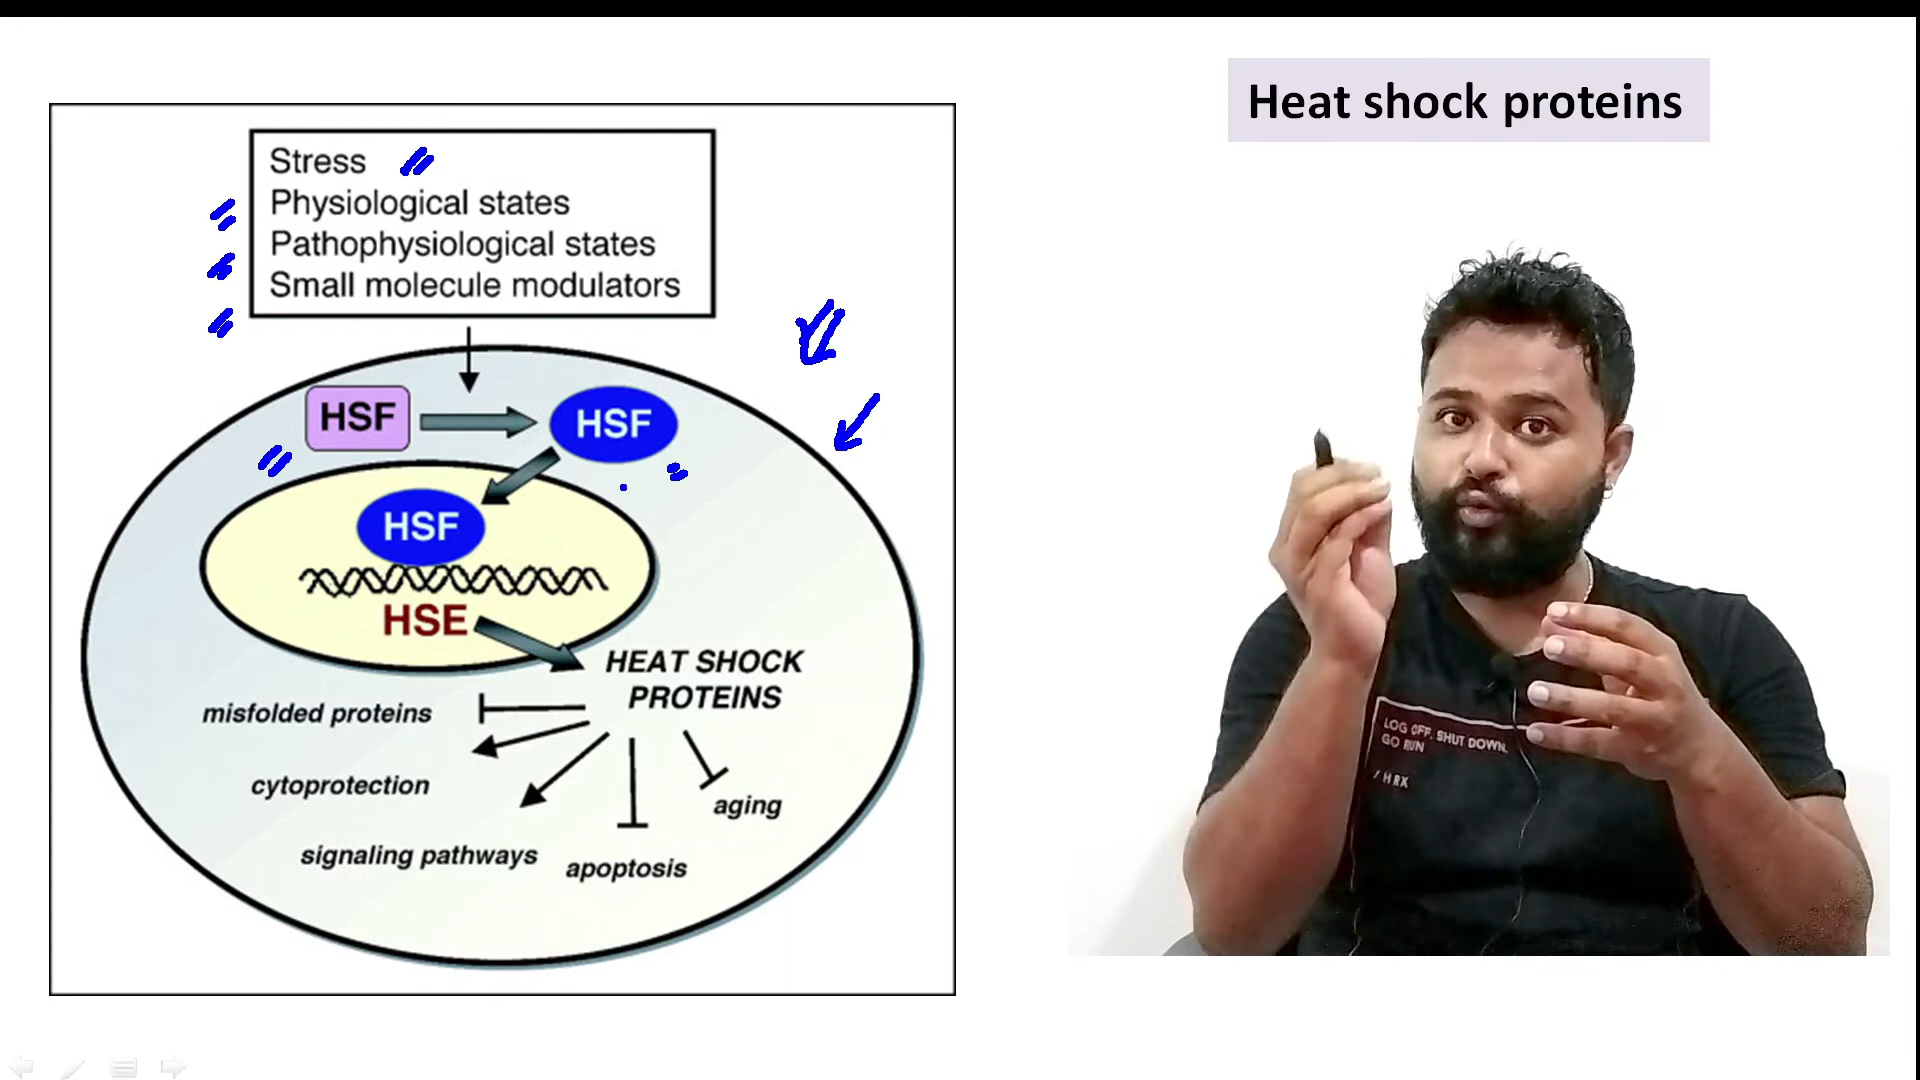 Heat shock proteins
Stress
Physiological states
Pathophysiological states
Small molecule modulators
HSF
HSF
HSF
HSE
HEAT SHOCK
PROTEINS
misfolded proteins
cytoprotection
signaling pathways
apoptosis
aging
LOG OFF. SHUT DOWN.
GO RUN
/HRX